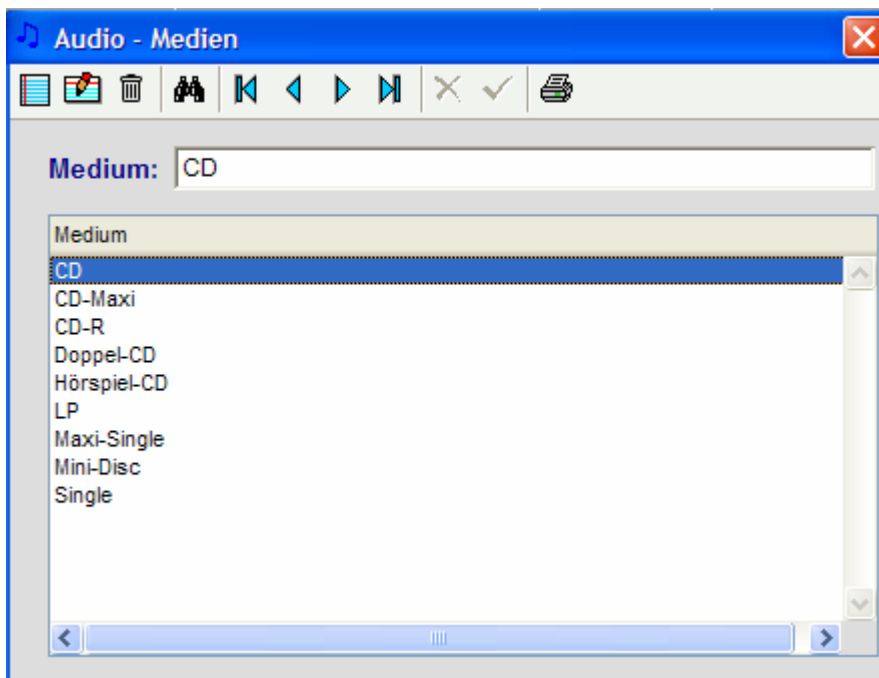 Audio - Medien
Medium: CD
Medium
CD
CD-Maxi
CD-R
Doppel-CD
Hörspiel-CD
LP
Maxi-Single
Mini-Disc
Single